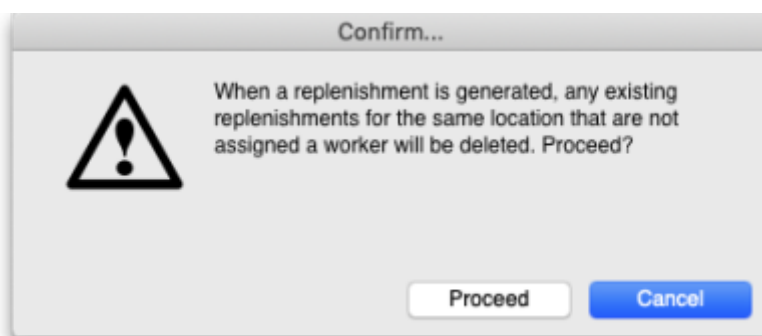 Confirm...
When a replenishment is generated, any existing
replenishments for the same location that are not
assigned a worker will be deleted. Proceed?
Proceed
Cancel